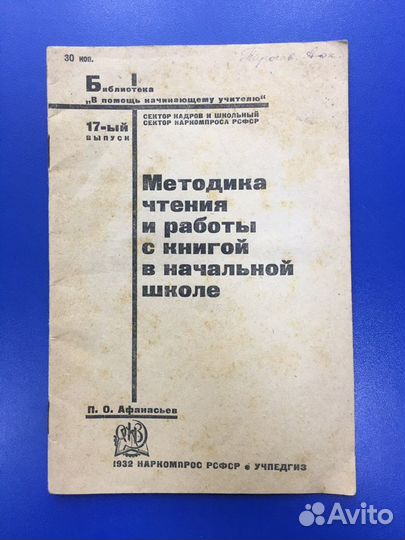 30 коп.
Библиотека
„В помощь начинающему учителю“
17-ый
выпуск
СЕКТОР КАДРОВ И ШКОЛЬНЫЙ
СЕКТОР НАРКОМПРОСА РСФСР
Методика
чтения
и работы
с книгой
в начальной
школе
П. О. Афанасьев
1932 НАРКОМПРОС РСФСР • УЧПЕДГИЗ
Avito